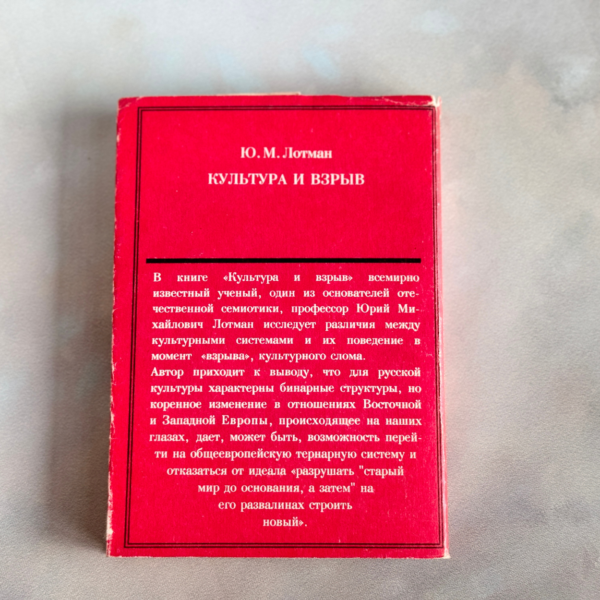 Ю. М. Лотман
КУЛЬТУРА И ВЗРЫВ
В книге «Культура и взрыв» всемирно
известный ученый, один из основателей оте-
чественной семиотики, профессор Юрий Ми-
хайлович Лотман исследует различия между
культурными системами и их поведение в
момент «взрыва», культурного слома.
Автор приходит к выводу, что для русской
культуры характерны бинарные структуры, но
коренное изменение в отношениях Восточной
и Западной Европы, происходящее на наших
глазах, дает, может быть, возможность перей-
ти на общеевропейскую тернарную систему и
отказаться от идеала «разрушать "старый
мир до основания, а затем" на
его развалинах строить
новый».